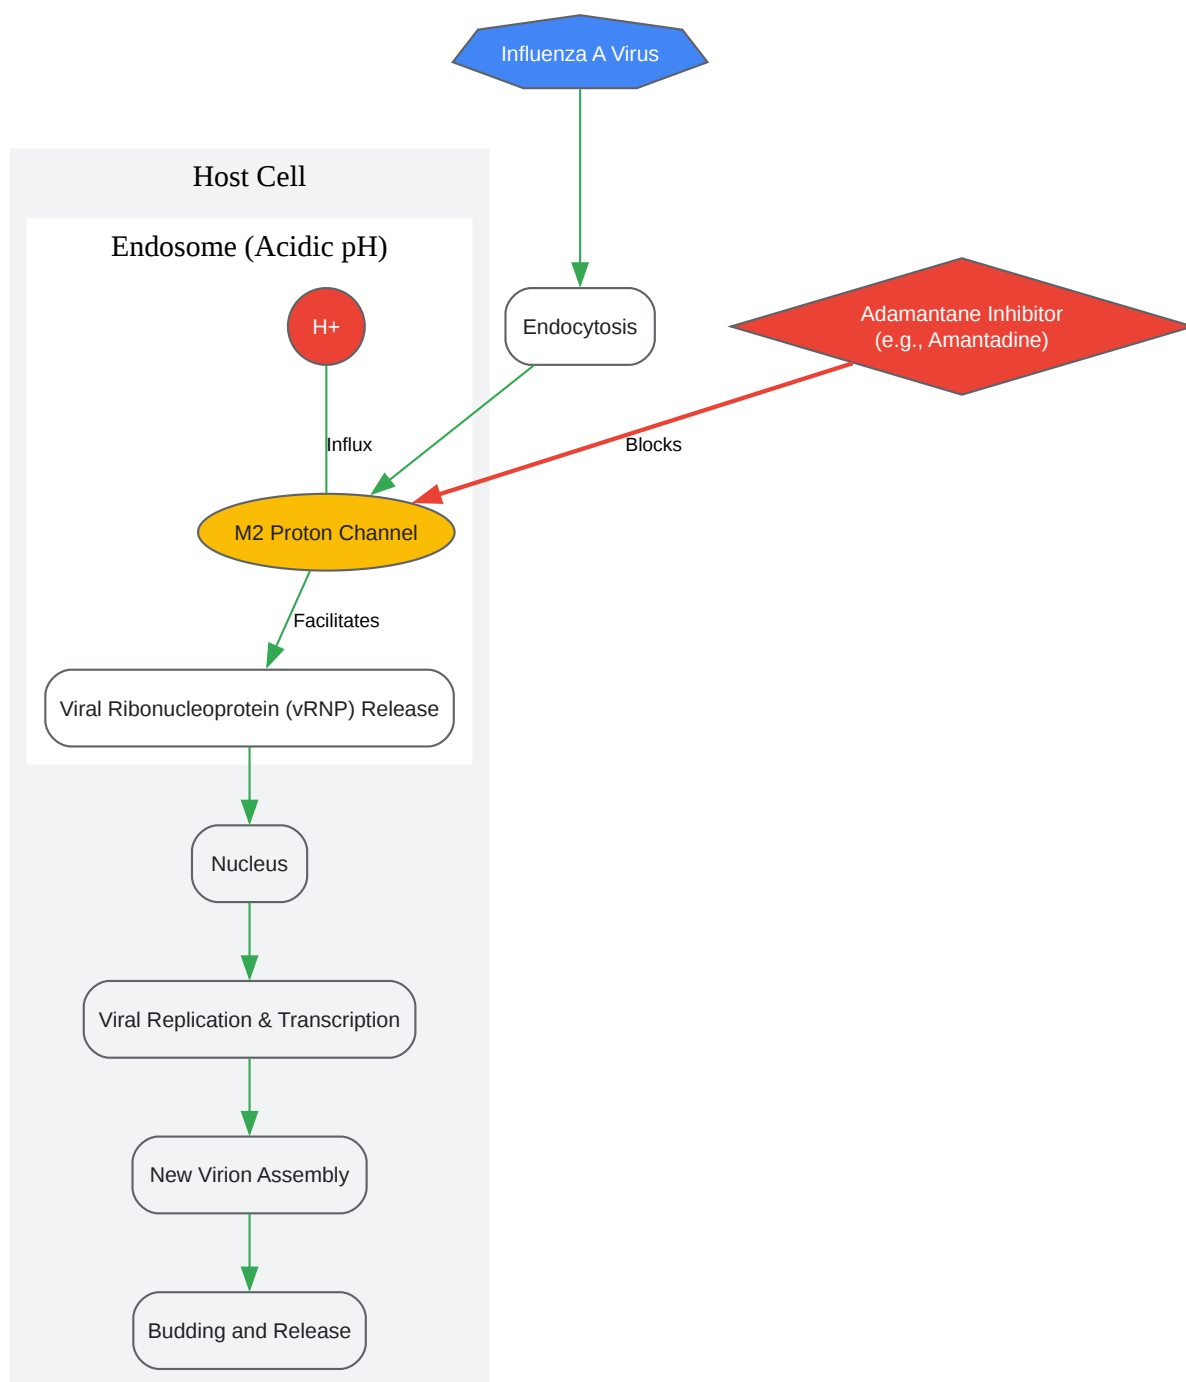 Influenza A Virus
Host Cell
Endosome (Acidic pH)
H+
Endocytosis
Adamantane Inhibitor
(e.g., Amantadine)
Influx
Blocks
M2 Proton Channel
Facilitates
Viral Ribonucleoprotein (vRNP) Release
Nucleus
Viral Replication & Transcription
New Virion Assembly
Budding and Release